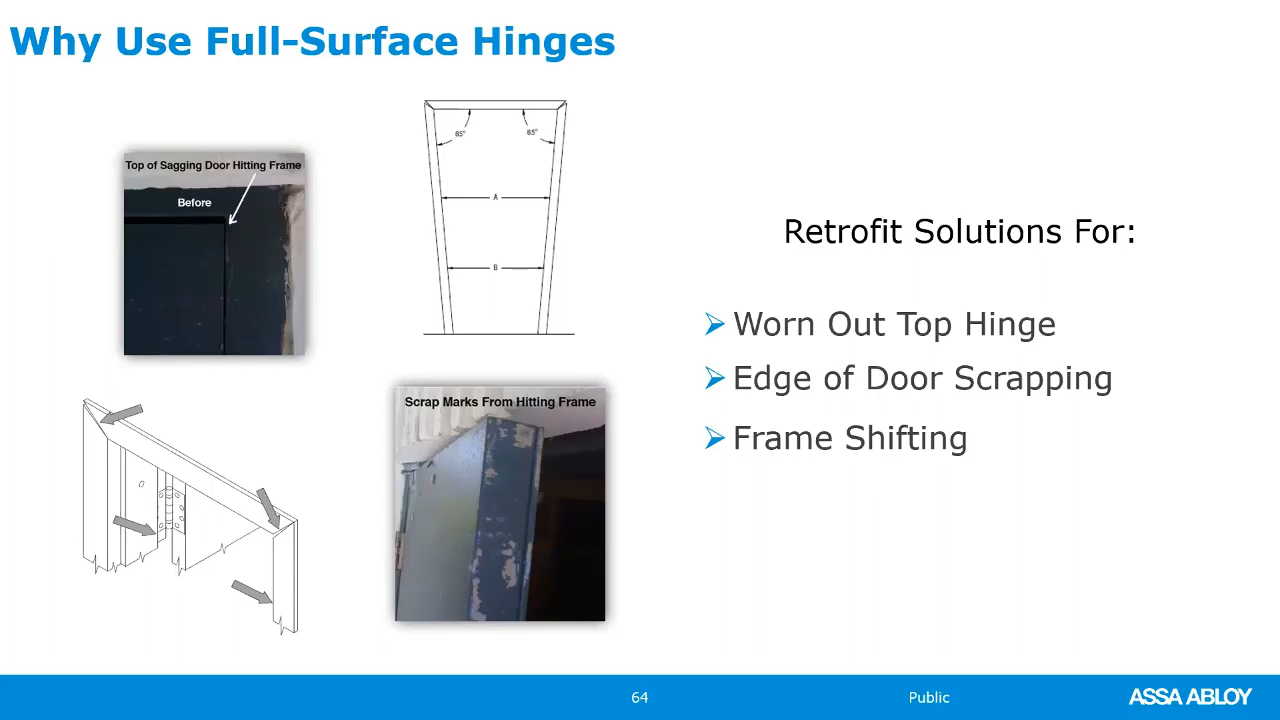 Why Use Full-Surface Hinges
Top of Sagging Door Hitting Frame
Before
85°
85°
A
B
Scrap Marks From Hitting Frame
Retrofit Solutions For:
Worn Out Top Hinge
Edge of Door Scrapping
Frame Shifting
64
Public
ASSA ABLOY